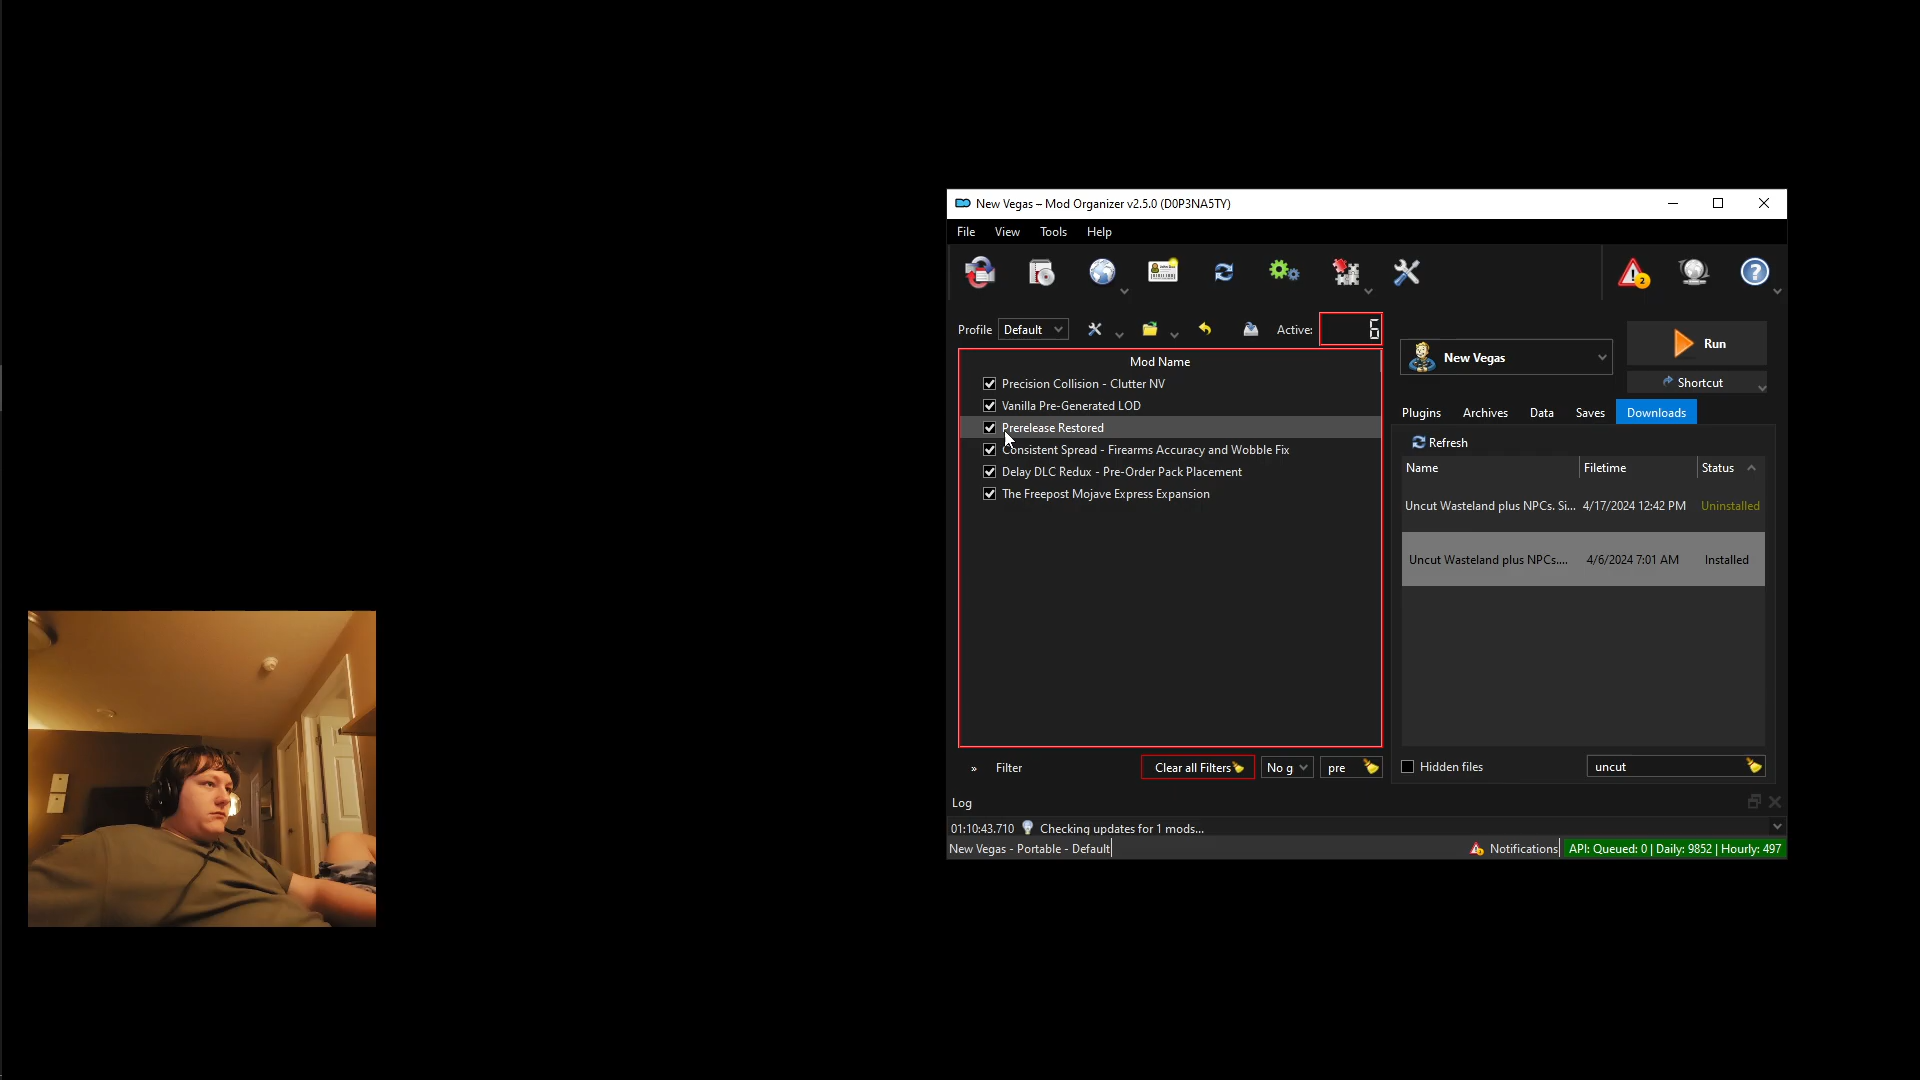 New Vegas – Mod Organizer v2.5.0 (D0P3NA5TY)
File View Tools Help
2
Profile Default Active: 6
New Vegas
Run
Shortcut
Mod Name
Precision Collision - Clutter NV
Vanilla Pre-Generated LOD
Prerelease Restored
Consistent Spread - Firearms Accuracy and Wobble Fix
Delay DLC Redux - Pre-Order Pack Placement
The Freepost Mojave Express Expansion
» Filter Clear all Filters No g pre
Plugins Archives Data Saves Downloads
Refresh
Name Filetime Status
Uncut Wasteland plus NPCs. Si... 4/17/2024 12:42 PM Uninstalled
Uncut Wasteland plus NPCs.... 4/6/2024 7:01 AM Installed
Hidden files uncut
Log
01:10:43.710 Checking updates for 1 mods...
New Vegas - Portable - Default Notifications API: Queued: 0 | Daily: 9852 | Hourly: 497